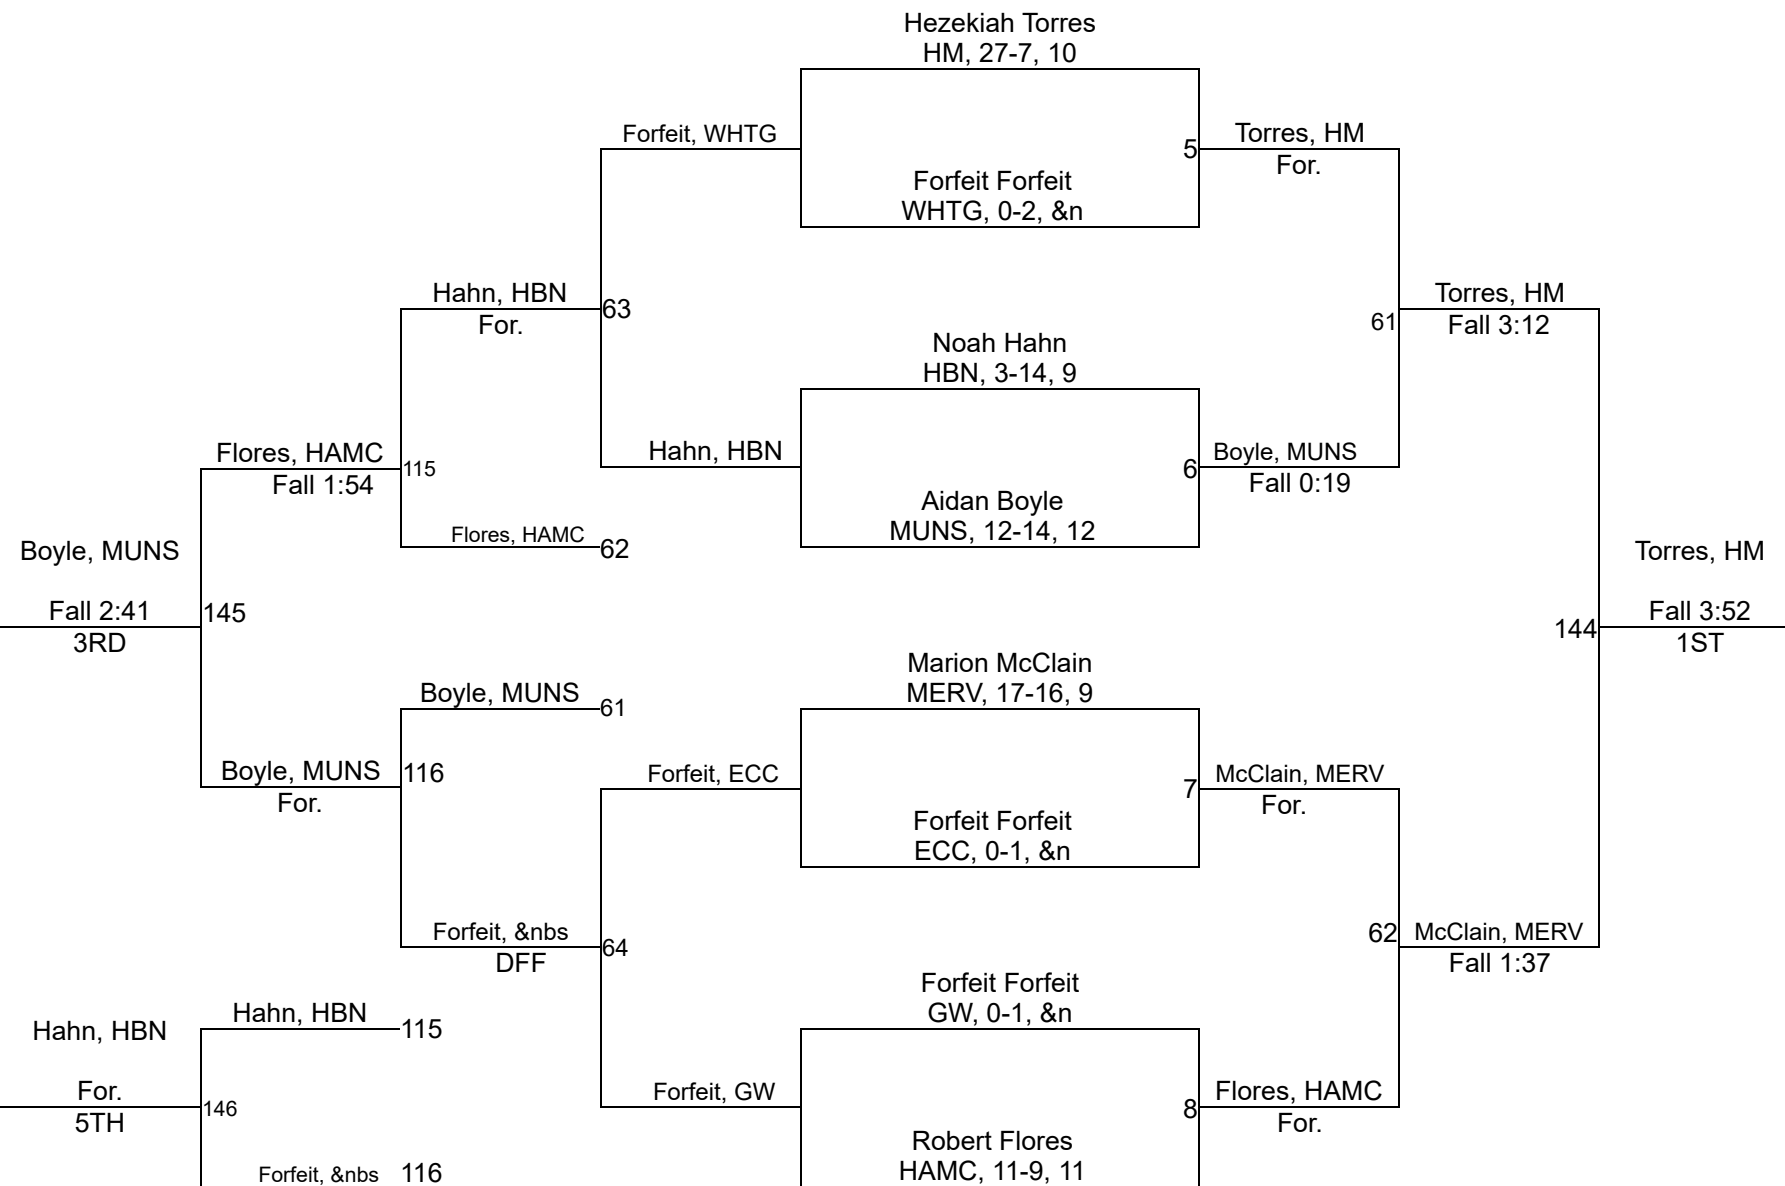 Hezekiah Torres
HM, 27-7, 10
Forfeit, WHTG
5
Torres, HM
For.
Forfeit Forfeit
WHTG, 0-2, &n
Hahn, HBN
For.
63
61
Torres, HM
Fall 3:12
Noah Hahn
HBN, 3-14, 9
Flores, HAMC
Fall 1:54
115
Hahn, HBN
6
Boyle, MUNS
Fall 0:19
Aidan Boyle
MUNS, 12-14, 12
Flores, HAMC
62
Boyle, MUNS
Fall 2:41
3RD
145
144
Torres, HM
Fall 3:52
1ST
Marion McClain
MERV, 17-16, 9
Boyle, MUNS
61
Boyle, MUNS
For.
116
Forfeit, ECC
7
McClain, MERV
For.
Forfeit Forfeit
ECC, 0-1, &n
Forfeit, &nbs
DFF
64
62
McClain, MERV
Fall 1:37
Forfeit Forfeit
GW, 0-1, &n
Hahn, HBN
115
Hahn, HBN
For.
5TH
146
Forfeit, GW
8
Flores, HAMC
For.
Robert Flores
HAMC, 11-9, 11
Forfeit, &nbs
116